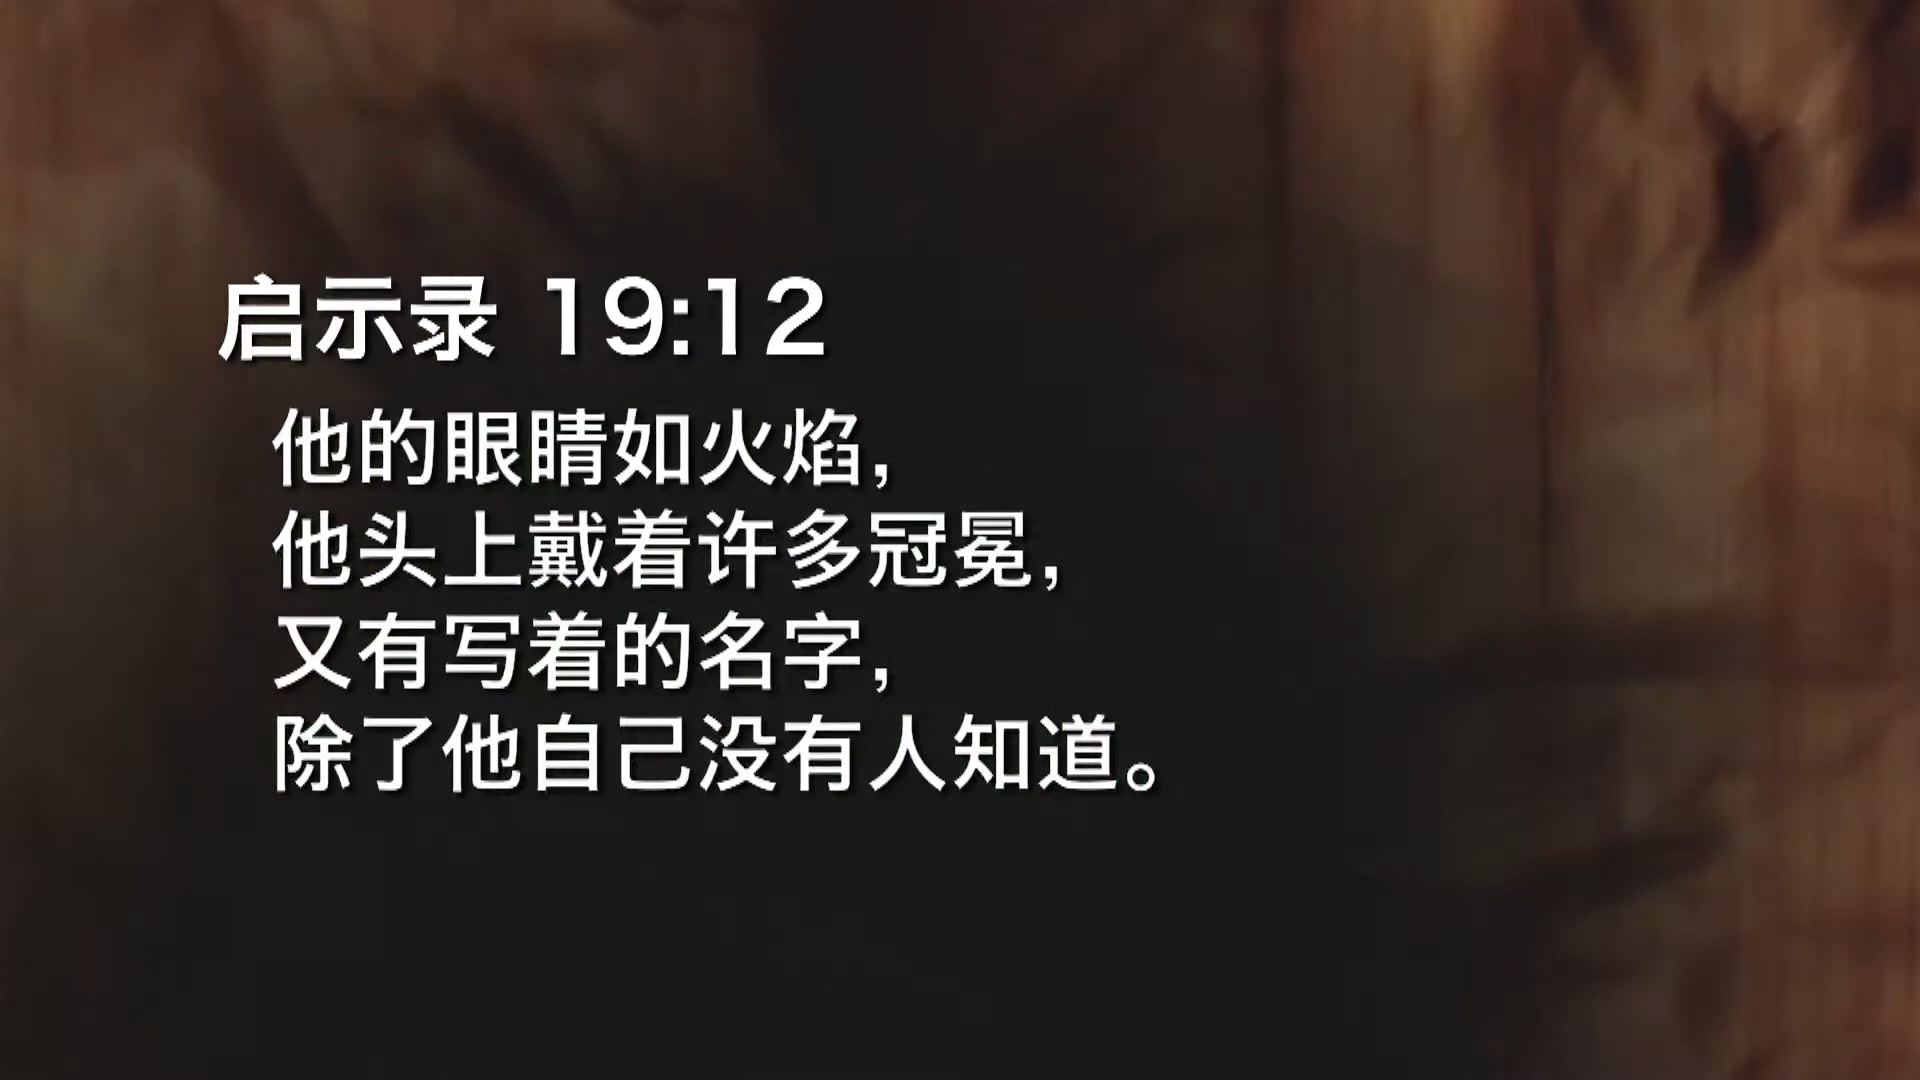 启示录 19:12
他的眼睛如火焰，
他头上戴着许多冠冕，
又有写着的名字，
除了他自己没有人知道。